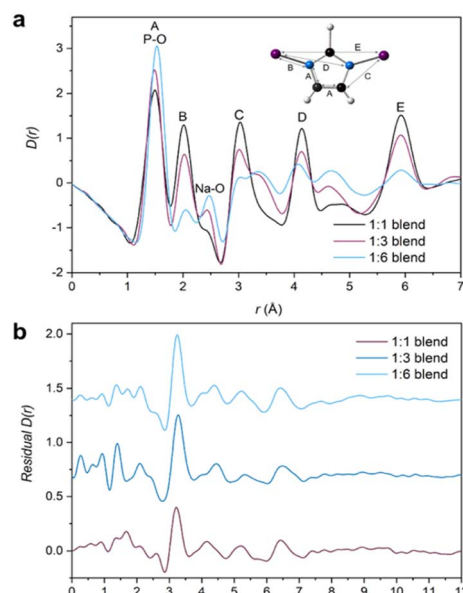 a
A
P-O
B
Na-O
C
D
E
E
B
A
D
C
A
D(r)
3
2
1
0
-1
-2
1:1 blend
1:3 blend
1:6 blend
0 1 2 3 4 5 6 7
r (Å)
b
Residual D(r)
2.0
1.5
1.0
0.5
0.0
1:1 blend
1:3 blend
1:6 blend
0 1 2 3 4 5 6 7 8 9 10 11 12